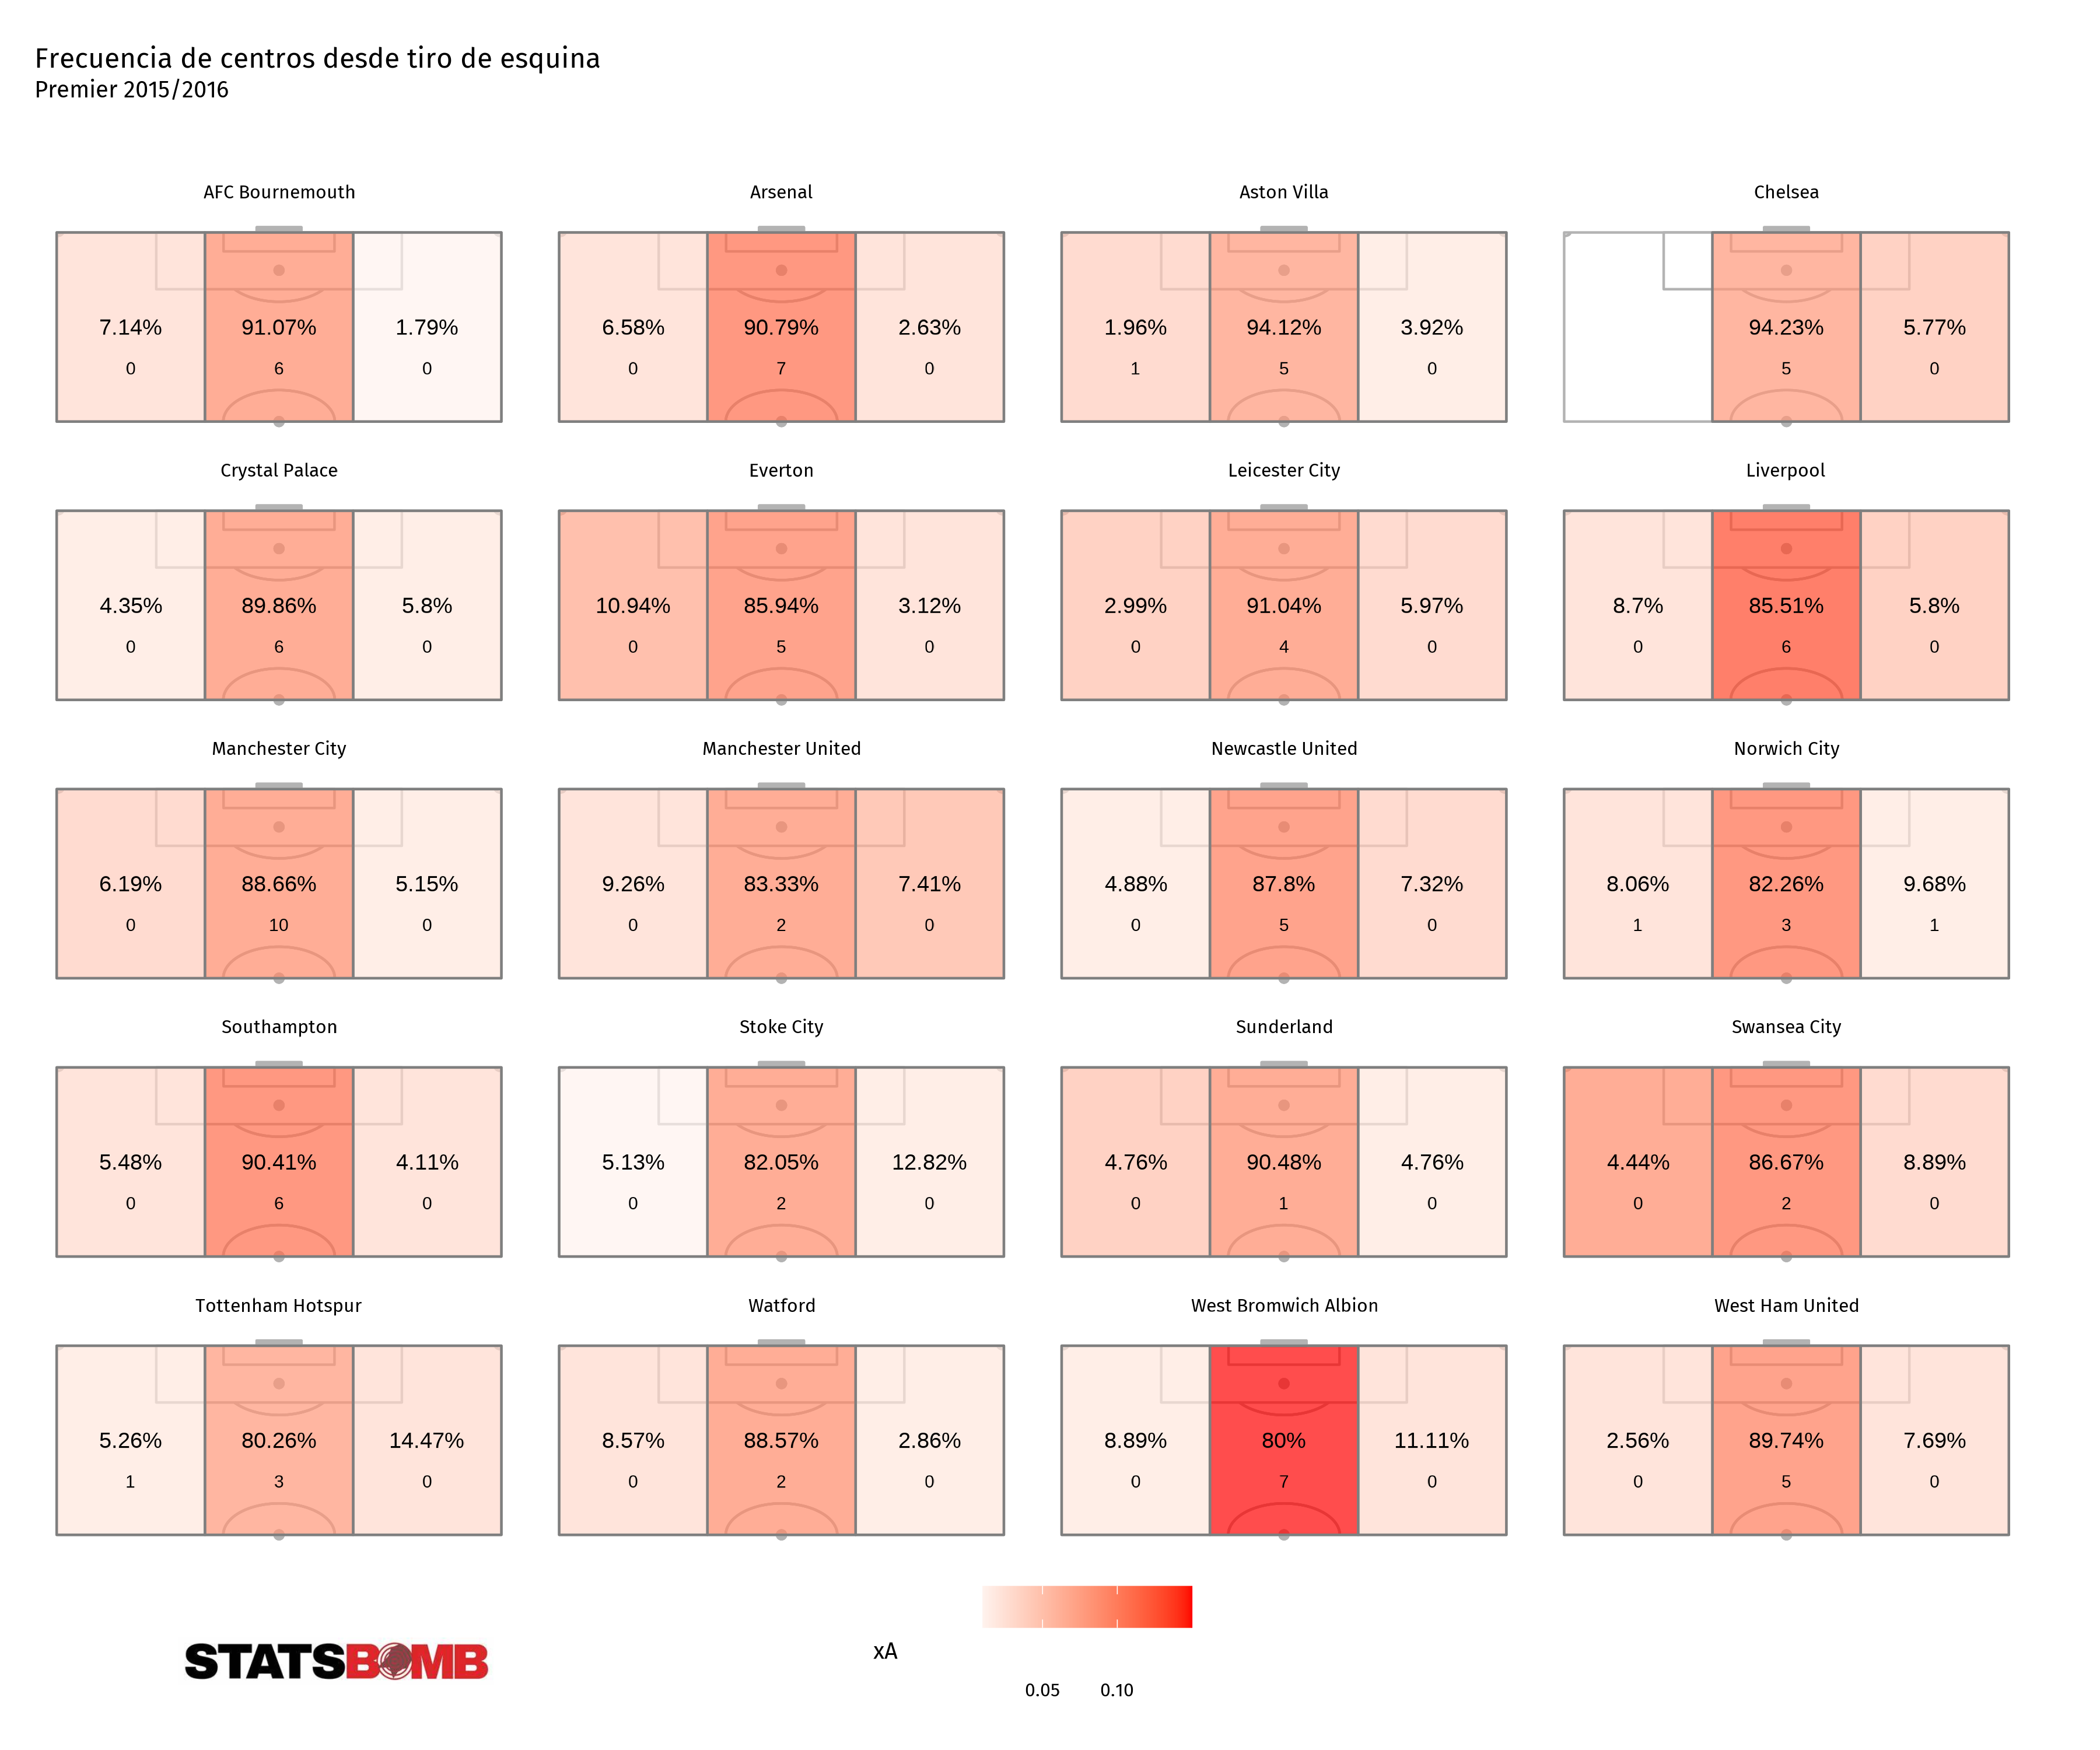 Frecuencia de centros desde tiro de esquina
Premier 2015/2016
AFC Bournemouth Arsenal Aston Villa Chelsea
7.14% 91.07% 1.79% 6.58% 90.79% 2.63% 1.96% 94.12% 3.92% 94.23% 5.77%
0 6 0 0 7 0 1 5 0 5 0
Crystal Palace Everton Leicester City Liverpool
4.35% 89.86% 5.8% 10.94% 85.94% 3.12% 2.99% 91.04% 5.97% 8.7% 85.51% 5.8%
0 6 0 0 5 0 0 4 0 0 6 0
Manchester City Manchester United Newcastle United Norwich City
6.19% 88.66% 5.15% 9.26% 83.33% 7.41% 4.88% 87.8% 7.32% 8.06% 82.26% 9.68%
0 10 0 0 2 0 0 5 0 1 3 1
Southampton Stoke City Sunderland Swansea City
5.48% 90.41% 4.11% 5.13% 82.05% 12.82% 4.76% 90.48% 4.76% 4.44% 86.67% 8.89%
0 6 0 0 2 0 0 1 0 0 2 0
Tottenham Hotspur Watford West Bromwich Albion West Ham United
5.26% 80.26% 14.47% 8.57% 88.57% 2.86% 8.89% 80% 11.11% 2.56% 89.74% 7.69%
1 3 0 0 2 0 0 7 0 0 5 0
STATSBOMB
xA
0.05 0.10